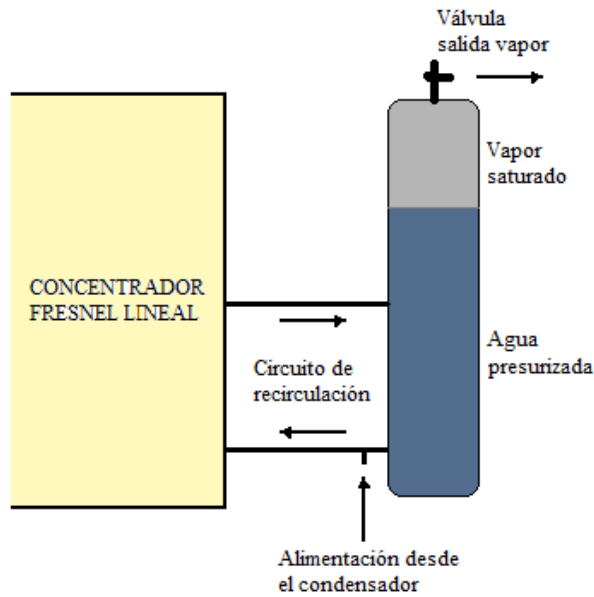 Válvula
salida vapor
Vapor
saturado
CONCENTRADOR
FRESNEL LINEAL
Agua
presurizada
Circuito de
recirculación
Alimentación desde
el condensador